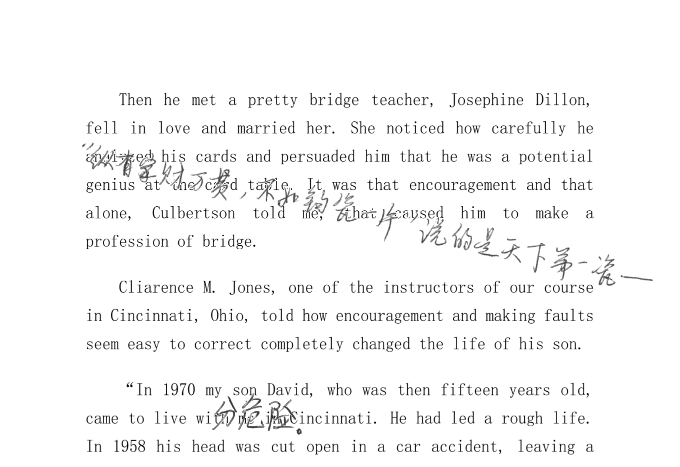 Then he met a pretty bridge teacher, Josephine Dillon,
fell in love and married her. She noticed how carefully he
his cards and persuaded him that he was a potential
“纵有家财万贯，不如钧瓷一片，说的是天下第一瓷—
genius at the card table. It was that encouragement and that
alone, Culbertson told me, that caused him to make a
profession of bridge.
Cliarence M. Jones, one of the instructors of our course
in Cincinnati, Ohio, told how encouragement and making faults
seem easy to correct completely changed the life of his son.
“In 1970 my son David, who was then fifteen years old,
came to live with me in Cincinnati. He had led a rough life.
分危险。
In 1958 his head was cut open in a car accident, leaving a